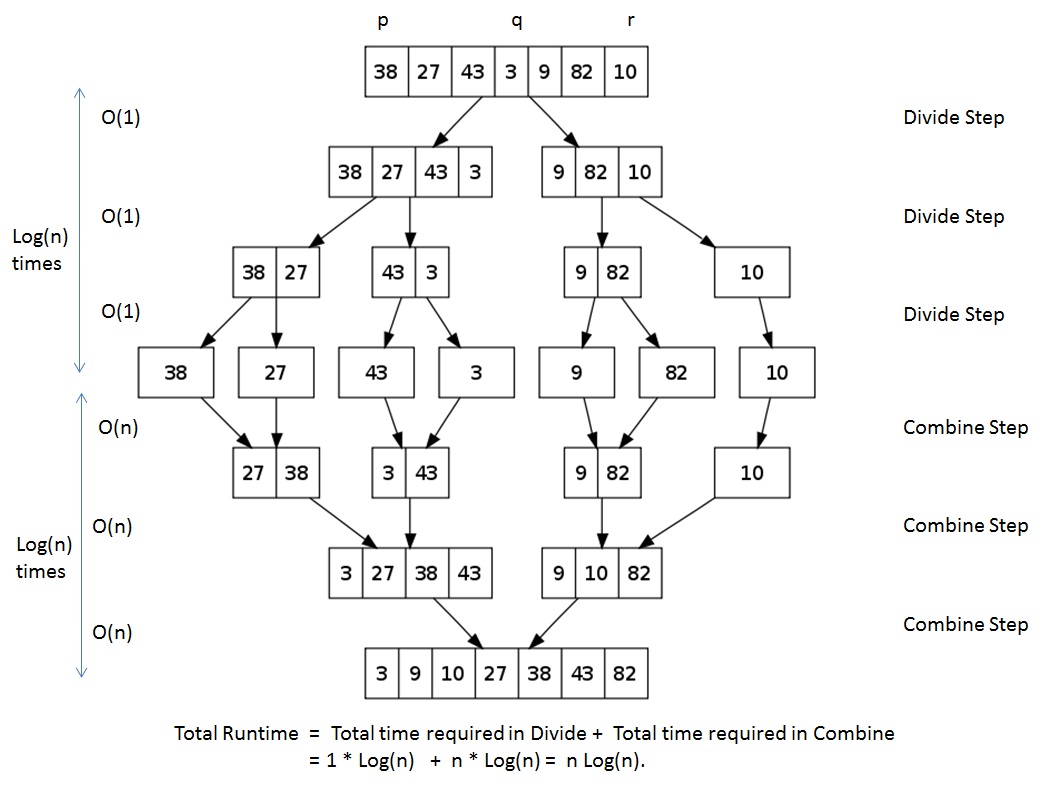 p q r
38 27 43 3 9 82 10
O(1) Divide Step
38 27 43 3 9 82 10
O(1) Divide Step
Log(n)
times
38 27 43 3 9 82 10
O(1) Divide Step
38 27 43 3 9 82 10
O(n) Combine Step
27 38 3 43 9 82 10
O(n) Combine Step
Log(n)
times
3 27 38 43 9 10 82
O(n) Combine Step
3 9 10 27 38 43 82
Total Runtime = Total time required in Divide + Total time required in Combine
= 1 * Log(n) + n * Log(n) = n Log(n).